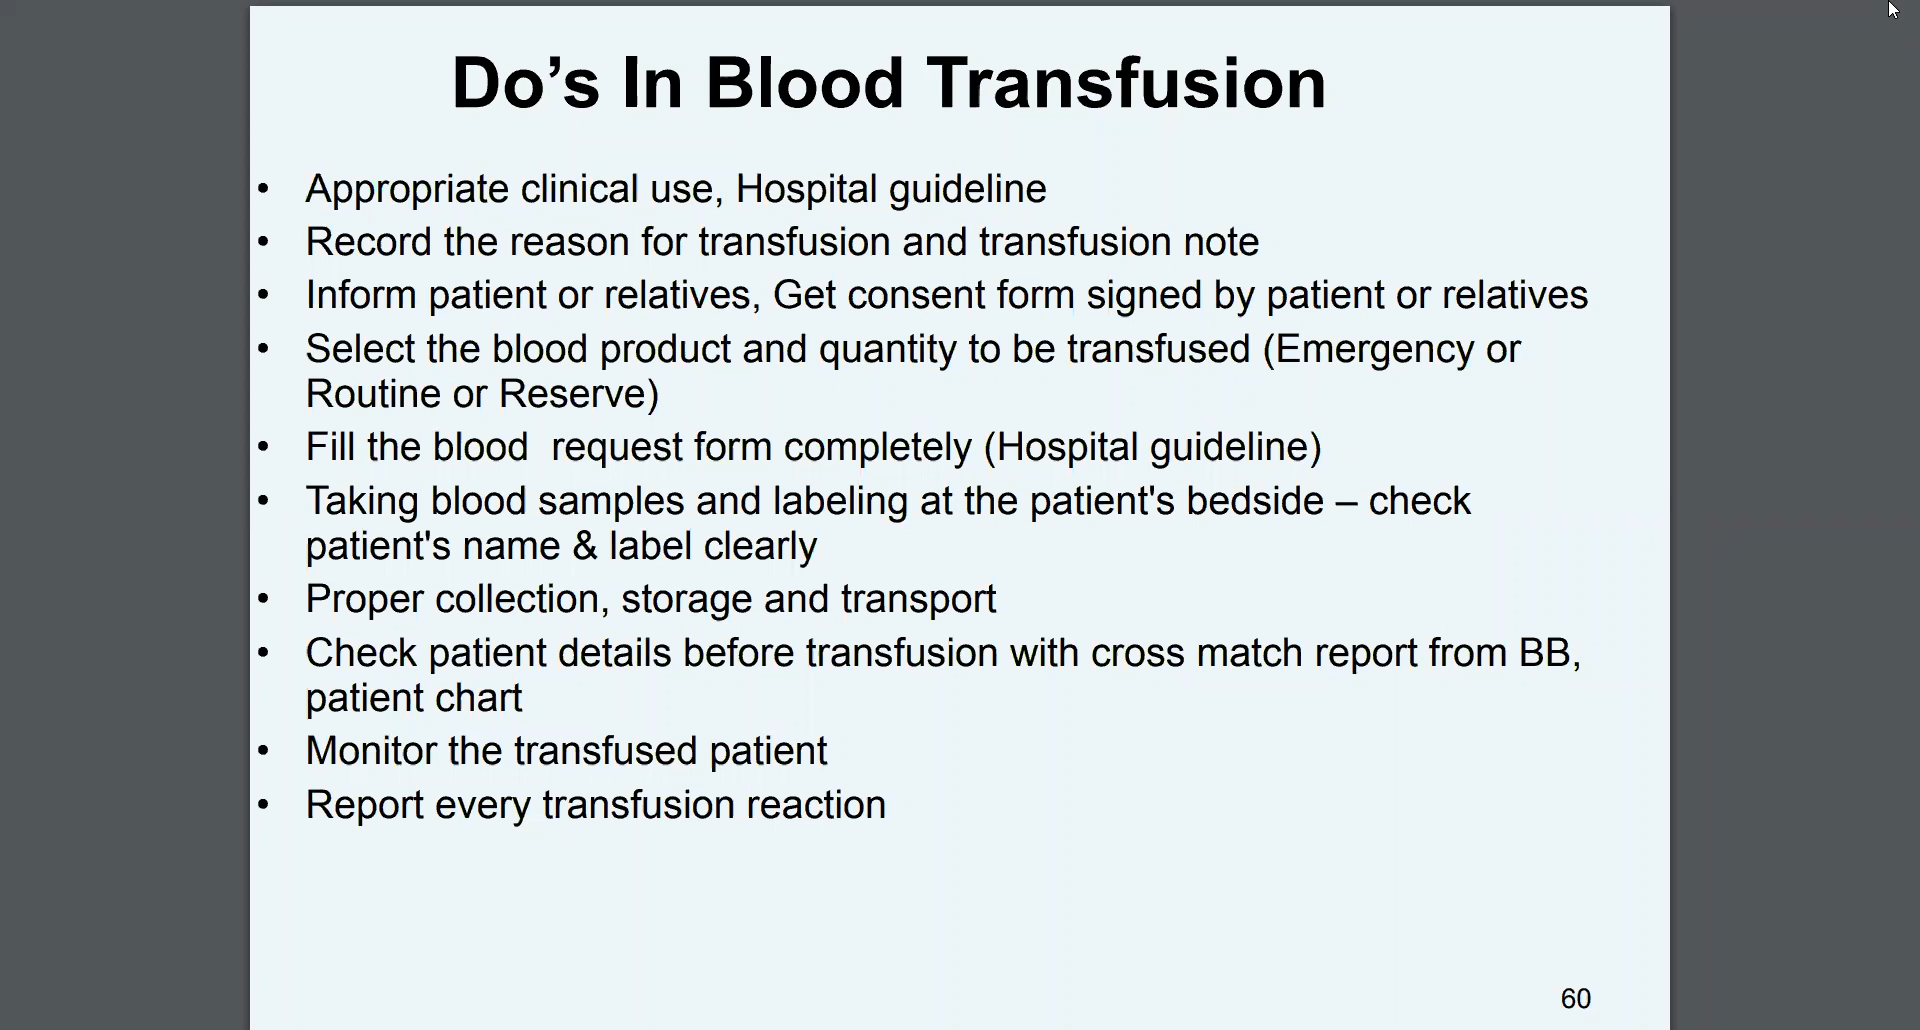 Do’s In Blood Transfusion
• Appropriate clinical use, Hospital guideline
• Record the reason for transfusion and transfusion note
• Inform patient or relatives, Get consent form signed by patient or relatives
• Select the blood product and quantity to be transfused (Emergency or
Routine or Reserve)
• Fill the blood  request form completely (Hospital guideline)
• Taking blood samples and labeling at the patient's bedside – check
patient's name & label clearly
• Proper collection, storage and transport
• Check patient details before transfusion with cross match report from BB,
patient chart
• Monitor the transfused patient
• Report every transfusion reaction
60